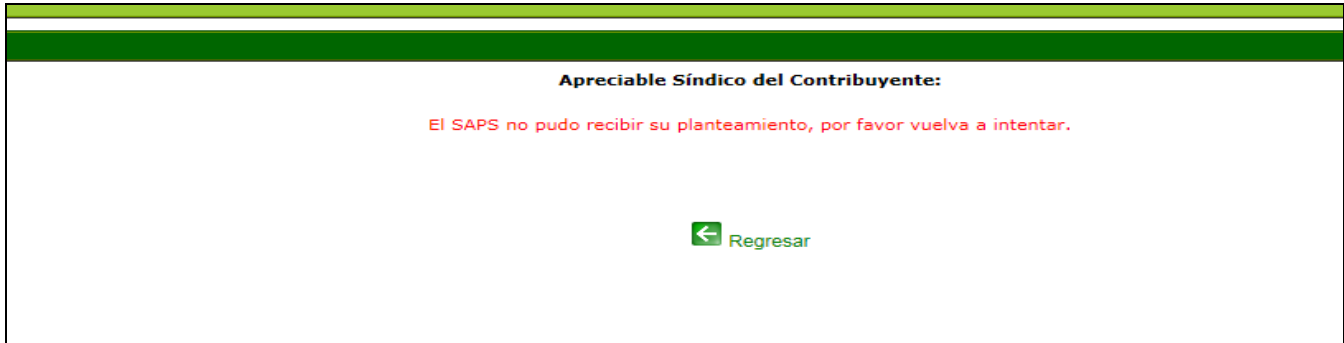 Apreciable Síndico del Contribuyente:
El SAPS no pudo recibir su planteamiento, por favor vuelva a intentar.
Regresar